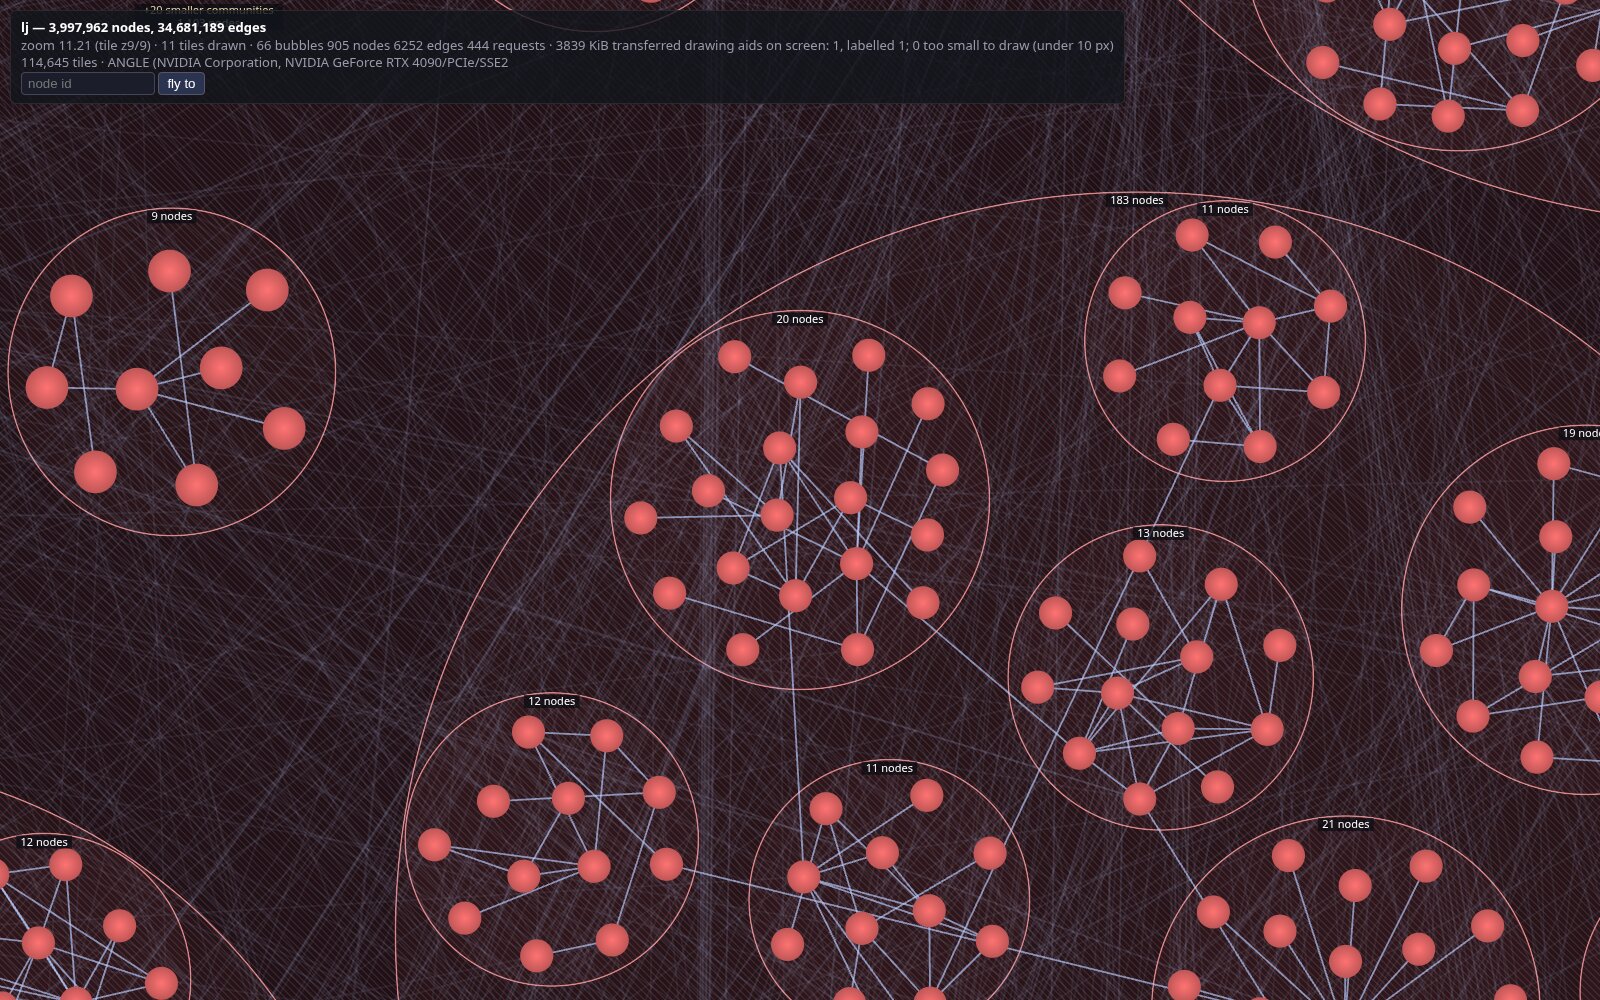 +20 smaller communities
lj — 3,997,962 nodes, 34,681,189 edges
zoom 11.21 (tile z9/9) · 11 tiles drawn · 66 bubbles 905 nodes 6252 edges 444 requests · 3839 KiB transferred drawing aids on screen: 1, labelled 1; 0 too small to draw (under 10 px)
114,645 tiles · ANGLE (NVIDIA Corporation, NVIDIA GeForce RTX 4090/PCIe/SSE2
node id
fly to
183 nodes
11 nodes
9 nodes
20 nodes
19 nod
13 nodes
12 nodes
11 nodes
21 nodes
12 nodes